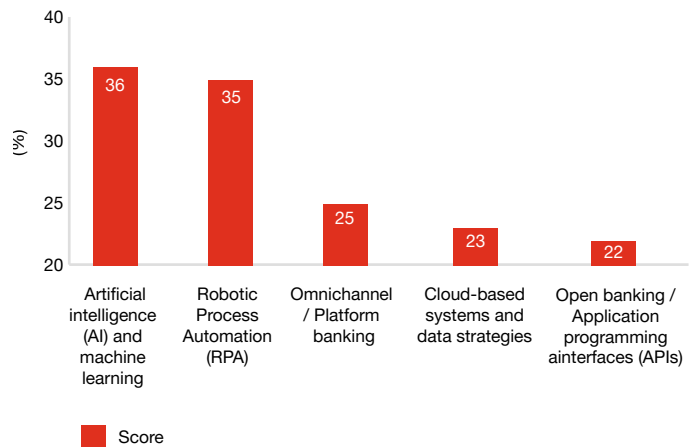 40
35
30
25
20
(%)
36
35
25
23
22
Artificial
intelligence
(AI) and
machine
learning
Robotic
Process
Automation
(RPA)
Omnichannel
/ Platform
banking
Cloud-based
systems and
data strategies
Open banking /
Application
programming
ainterfaces (APIs)
Score